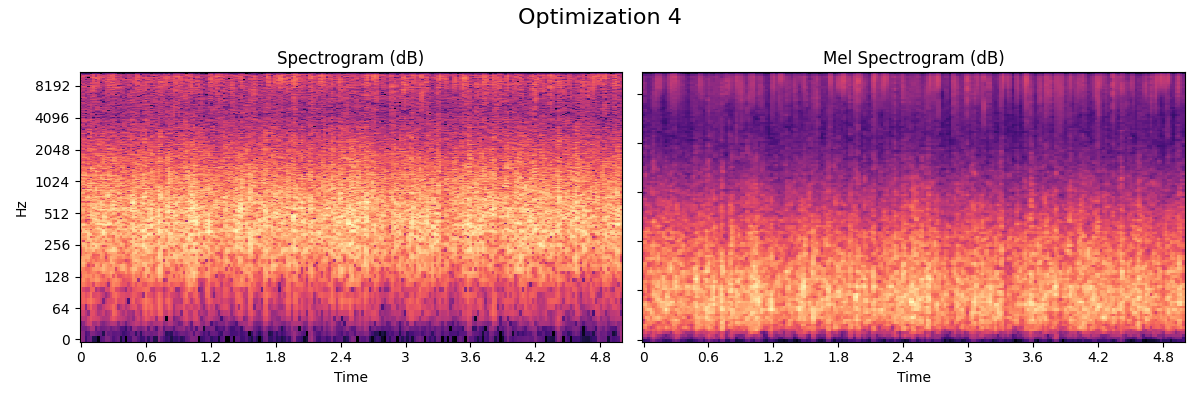 Optimization 4
Spectrogram (dB)
Mel Spectrogram (dB)
8192
4096
2048
1024
512
256
128
64
0
Hz
0 0.6 1.2 1.8 2.4 3 3.6 4.2 4.8
Time
0 0.6 1.2 1.8 2.4 3 3.6 4.2 4.8
Time